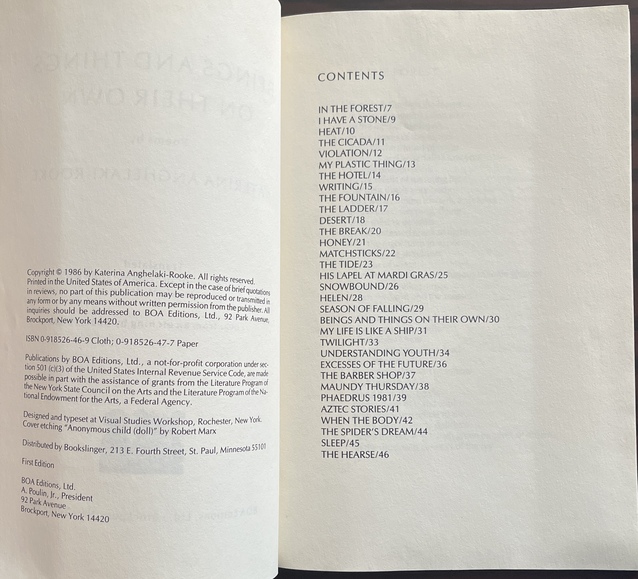 Copyright © 1986 by Katerina Anghelaki-Rooke. All rights reserved.
Printed in the United States of America. Except in the case of brief quotations
in reviews, no part of this publication may be reproduced or transmitted in
any form or by any means without written permission from the publisher. All
inquiries should be addressed to BOA Editions, Ltd., 92 Park Avenue,
Brockport, New York 14420.
ISBN 0-918526-46-9 Cloth; 0-918526-47-7 Paper
Publications by BOA Editions, Ltd., a not-for-profit corporation under sec-
tion 501 (c)(3) of the United States Internal Revenue Service Code, are made
possible in part with the assistance of grants from the Literature Program of
the New York State Council on the Arts and the Literature Program of the Na-
tional Endowment for the Arts, a Federal Agency.
Designed and typeset at Visual Studies Workshop, Rochester, New York.
Cover etching "Anonymous child (doll)" by Robert Marx
Distributed by Bookslinger, 213 E. Fourth Street, St. Paul, Minnesota 55101
First Edition
BOA Editions, Ltd.
A. Poulin, Jr., President
92 Park Avenue
Brockport, New York 14420
CONTENTS
IN THE FOREST/7
I HAVE A STONE/9
HEAT/10
THE CICADA/11
VIOLATION/12
MY PLASTIC THING/13
THE HOTEL/14
WRITING/15
THE FOUNTAIN/16
THE LADDER/17
DESERT/18
THE BREAK/20
HONEY/21
MATCHSTICKS/22
THE TIDE/23
HIS LAPEL AT MARDI GRAS/25
SNOWBOUND/26
HELEN/28
SEASON OF FALLING/29
BEINGS AND THINGS ON THEIR OWN/30
MY LIFE IS LIKE A SHIP/31
TWILIGHT/33
UNDERSTANDING YOUTH/34
EXCESSES OF THE FUTURE/36
THE BARBER SHOP/37
MAUNDY THURSDAY/38
PHAEDRUS 1981/39
AZTEC STORIES/41
WHEN THE BODY/42
THE SPIDER'S DREAM/44
SLEEP/45
THE HEARSE/46